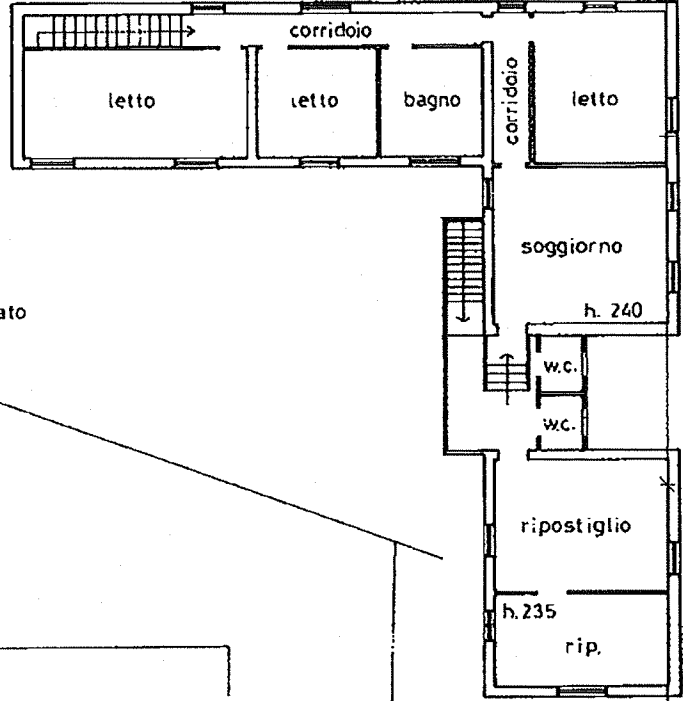 corridoio
letto
letto
bagno
corridoio
letto
soggiorno
h. 240
w.c.
w.c.
ripostiglio
h. 235
rip.